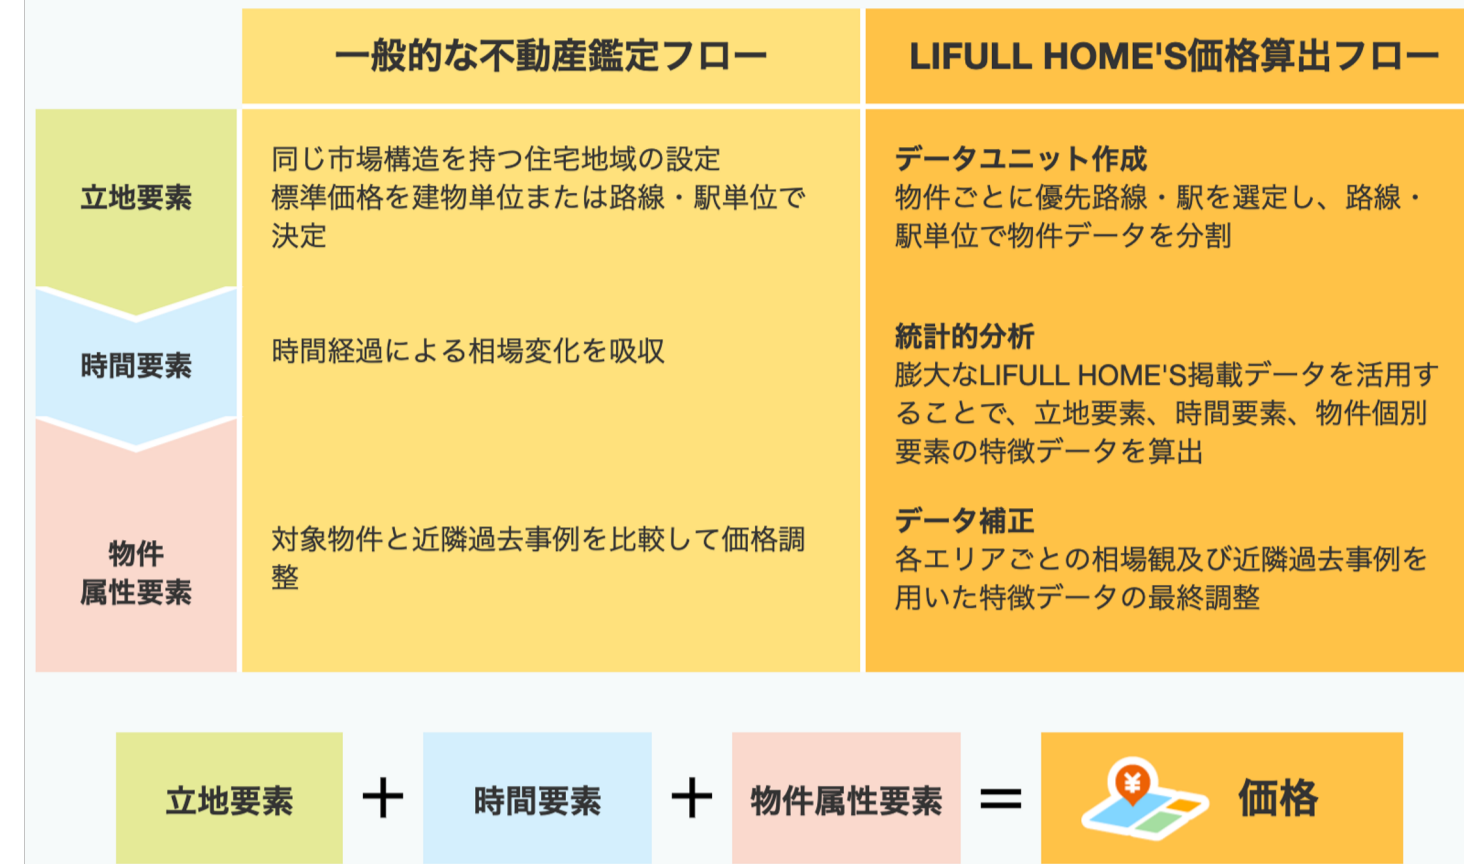 一般的な不動産鑑定フロー
LIFULL HOME'S価格算出フロー
立地要素
同じ市場構造を持つ住宅地域の設定
標準価格を建物単位または路線・駅単位で
決定
データユニット作成
物件ごとに優先路線・駅を選定し、路線・
駅単位で物件データを分割
時間要素
時間経過による相場変化を吸収
統計的分析
膨大なLIFULL HOME'S掲載データを活用す
ることで、立地要素、時間要素、物件個別
要素の特徴データを算出
物件
属性要素
対象物件と近隣過去事例を比較して価格調
整
データ補正
各エリアごとの相場観及び近隣過去事例を
用いた特徴データの最終調整
立地要素 + 時間要素 + 物件属性要素 = ¥ 価格